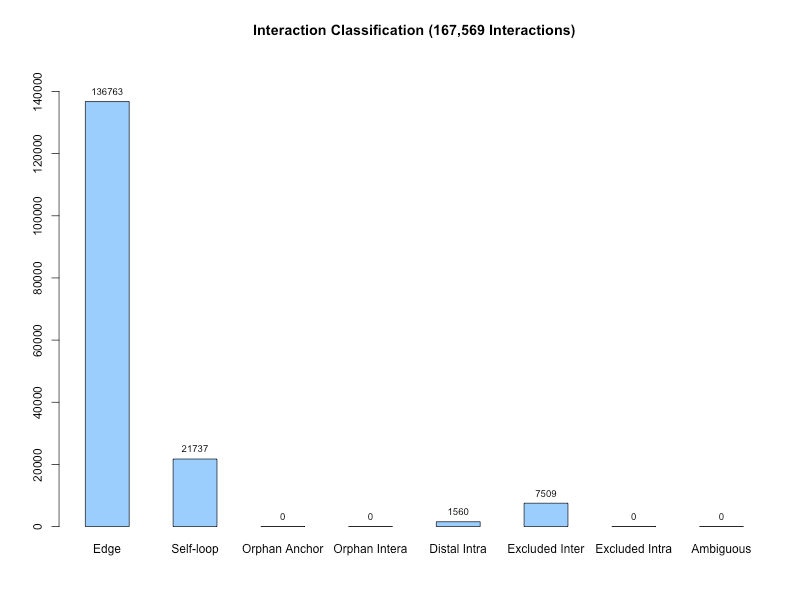 Interaction Classification (167,569 Interactions)
140000
120000
100000
80000
60000
40000
20000
0
136763
21737
0
0
1560
7509
0
0
Edge
Self-loop
Orphan Anchor
Orphan Intera
Distal Intra
Excluded Inter
Excluded Intra
Ambiguous